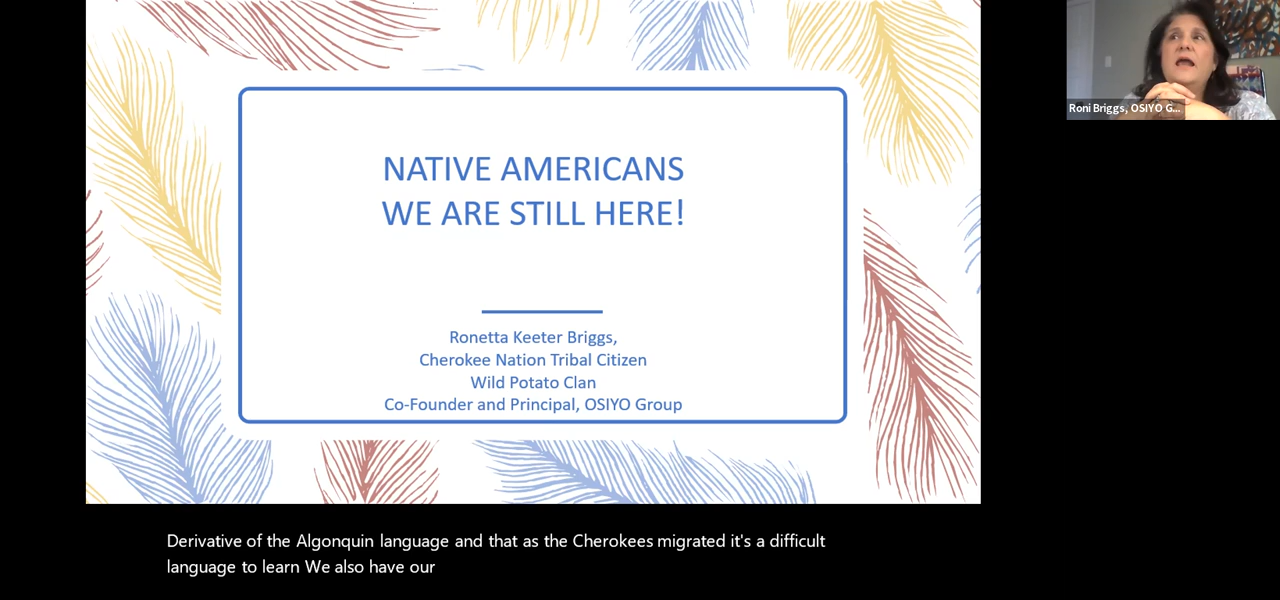 NATIVE AMERICANS
WE ARE STILL HERE!
Ronetta Keeter Briggs,
Cherokee Nation Tribal Citizen
Wild Potato Clan
Co-Founder and Principal, OSIYO Group
Roni Briggs, OSIYO G...
Derivative of the Algonquin language and that as the Cherokees migrated it's a difficult
language to learn We also have our